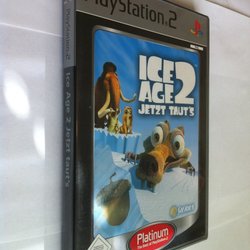 PlayStation 2
ICE
AGE 2
JETZT TAUT'S
Platinum
Ice Age 2 Jetzt taut's